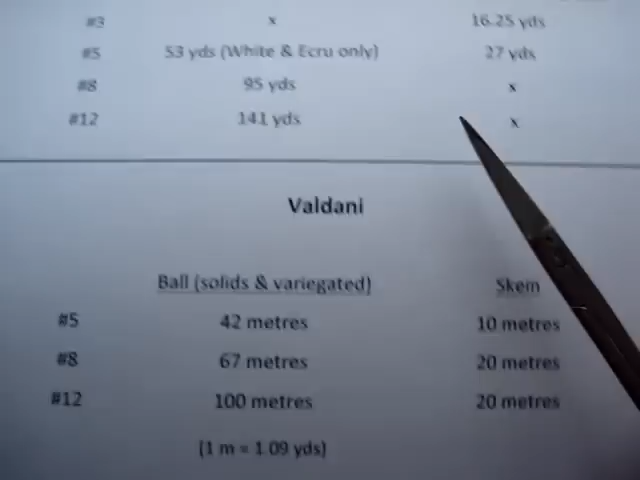 #3 x 16.25 yds
#5 53 yds (White & Ecru only) 27 yds
#8 95 yds x
#12 141 yds x
Valdani
Ball (solids & variegated) Skein
#5 42 metres 10 metres
#8 67 metres 20 metres
#12 100 metres 20 metres
(1 m = 1.09 yds)